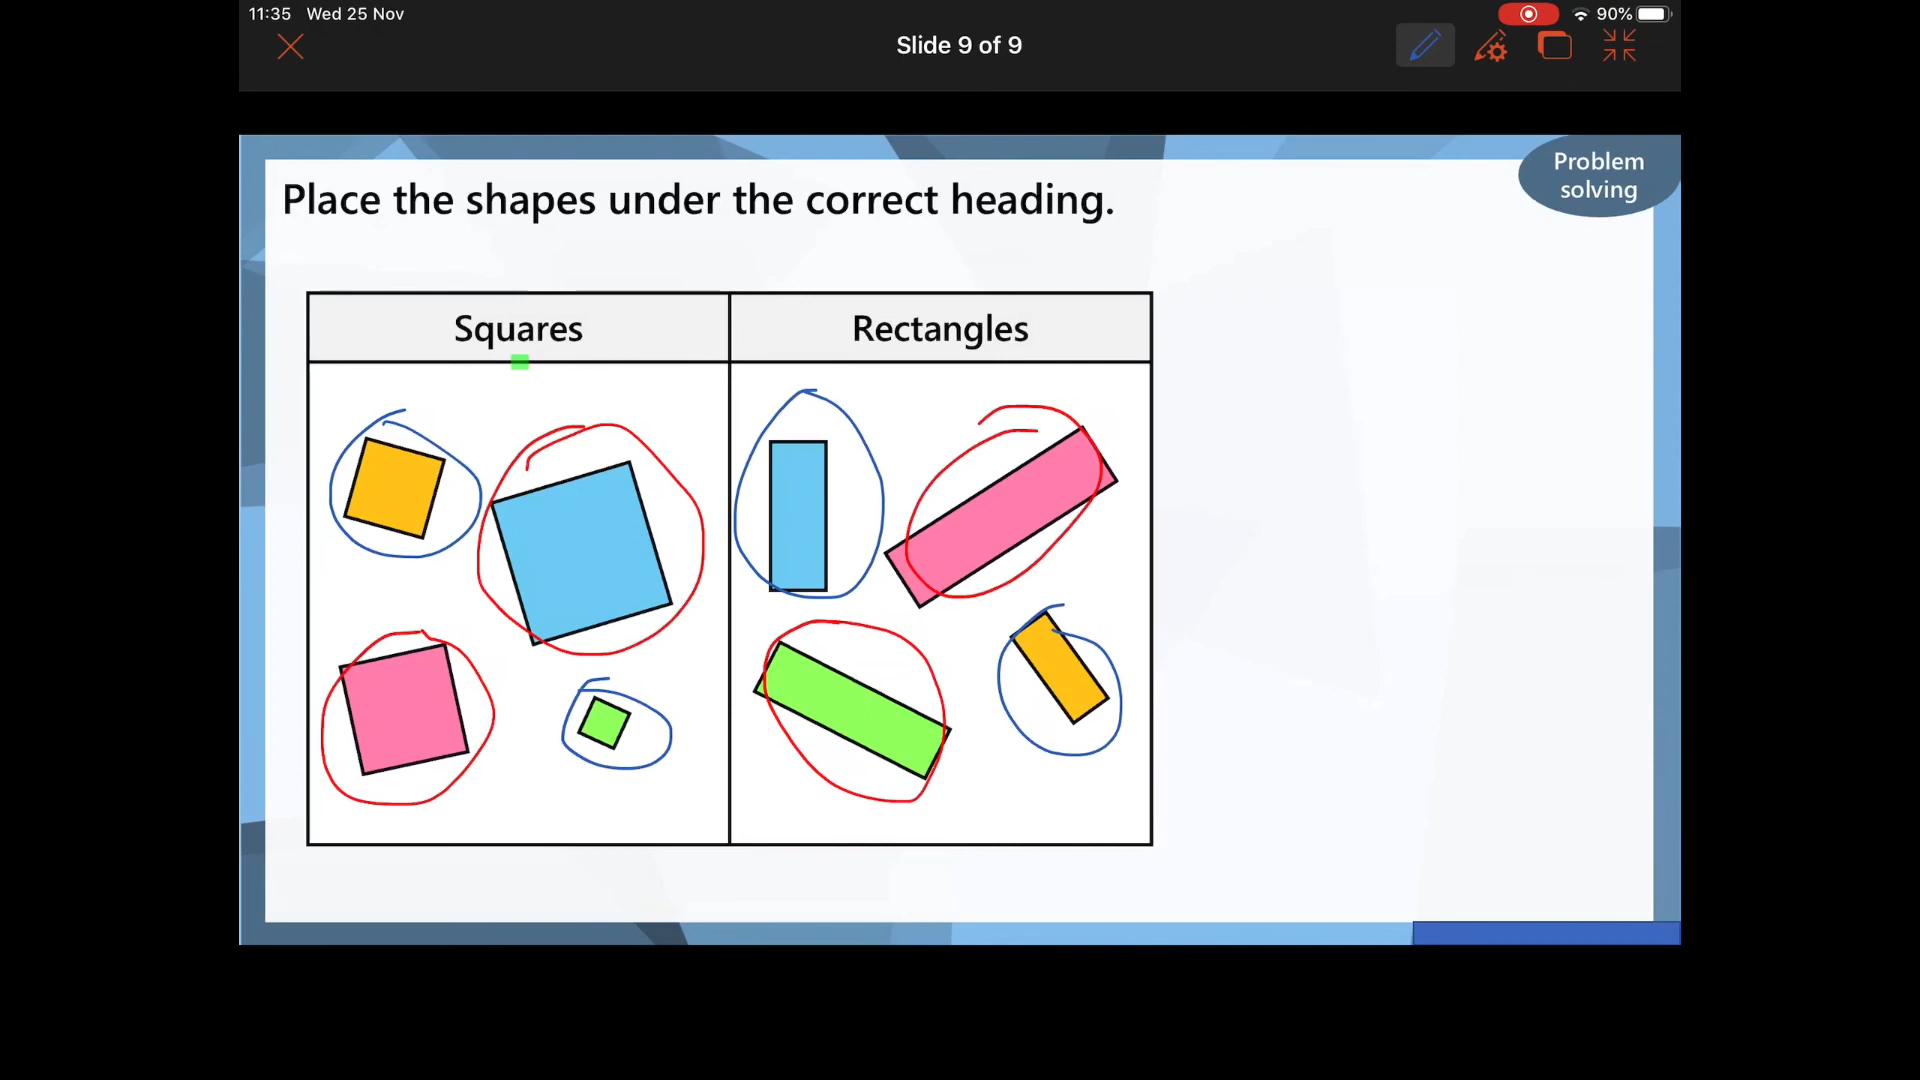 11:35 Wed 25 Nov
90%
Slide 9 of 9
Problem
solving
Place the shapes under the correct heading.
Squares
Rectangles